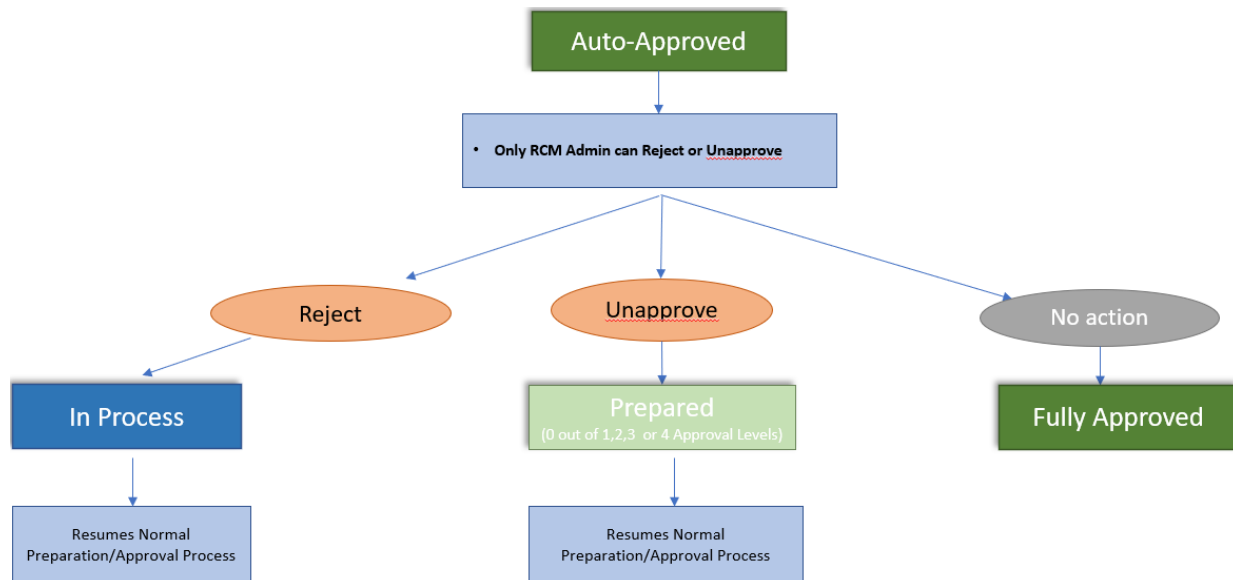 Auto-Approved
• Only RCM Admin can Reject or Unapprove
Reject
Unapprove
No action
In Process
Prepared
(0 out of 1,2,3 or 4 Approval Levels)
Fully Approved
Resumes Normal
Preparation/Approval Process
Resumes Normal
Preparation/Approval Process